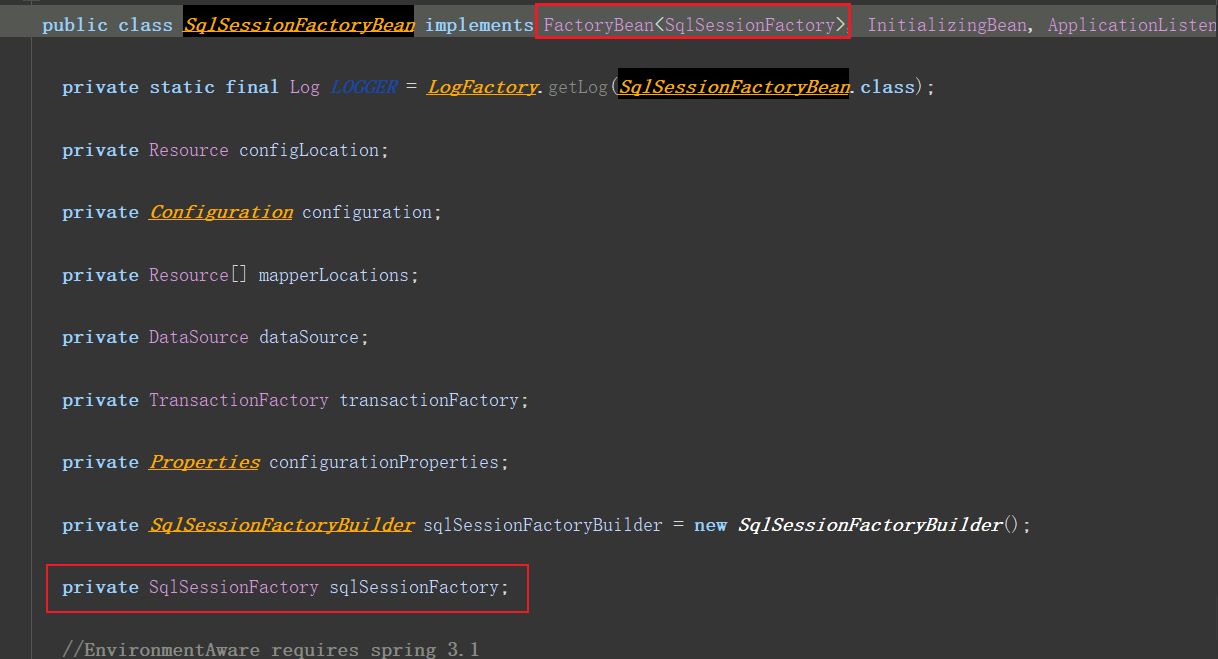 public class SqlSessionFactoryBean implements FactoryBean<SqlSessionFactory>, InitializingBean, ApplicationListen
private static final Log LOGGER = LogFactory.getLog(SqlSessionFactoryBean.class);
private Resource configLocation;
private Configuration configuration;
private Resource[] mapperLocations;
private DataSource dataSource;
private TransactionFactory transactionFactory;
private Properties configurationProperties;
private SqlSessionFactoryBuilder sqlSessionFactoryBuilder = new SqlSessionFactoryBuilder();
private SqlSessionFactory sqlSessionFactory;
//EnvironmentAware requires spring 3.1